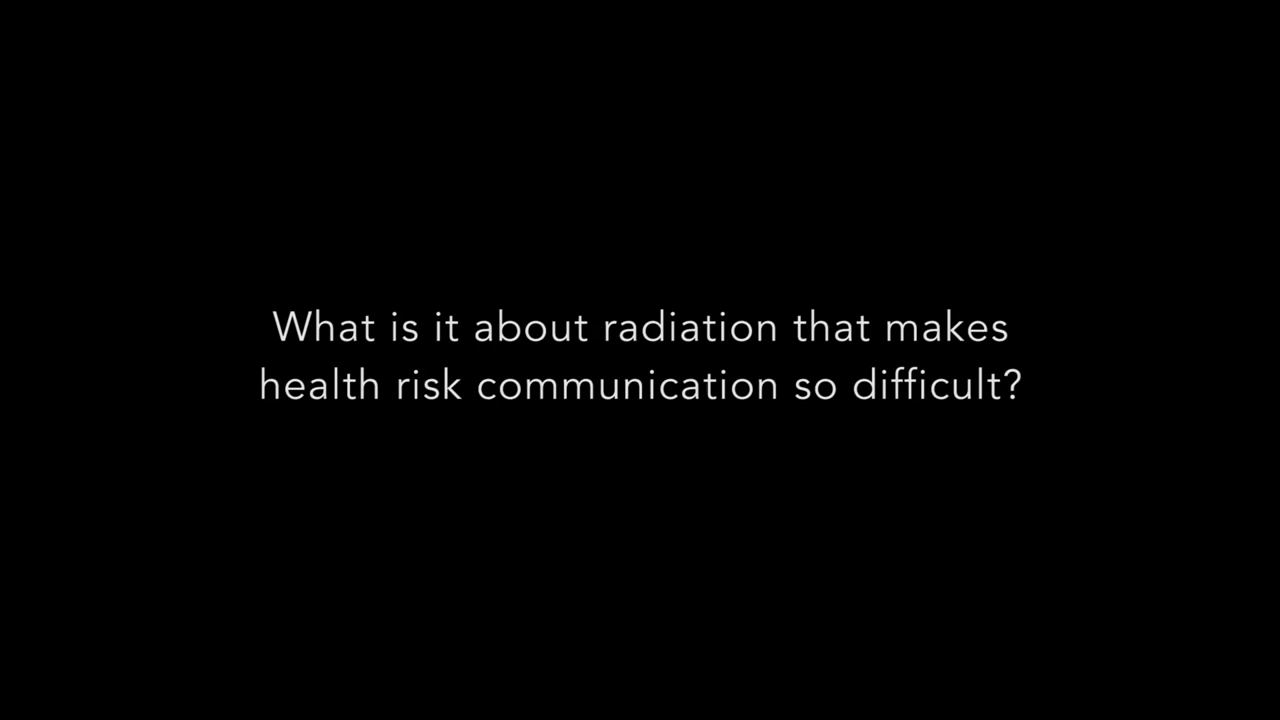 What is it about radiation that makes
health risk communication so difficult?